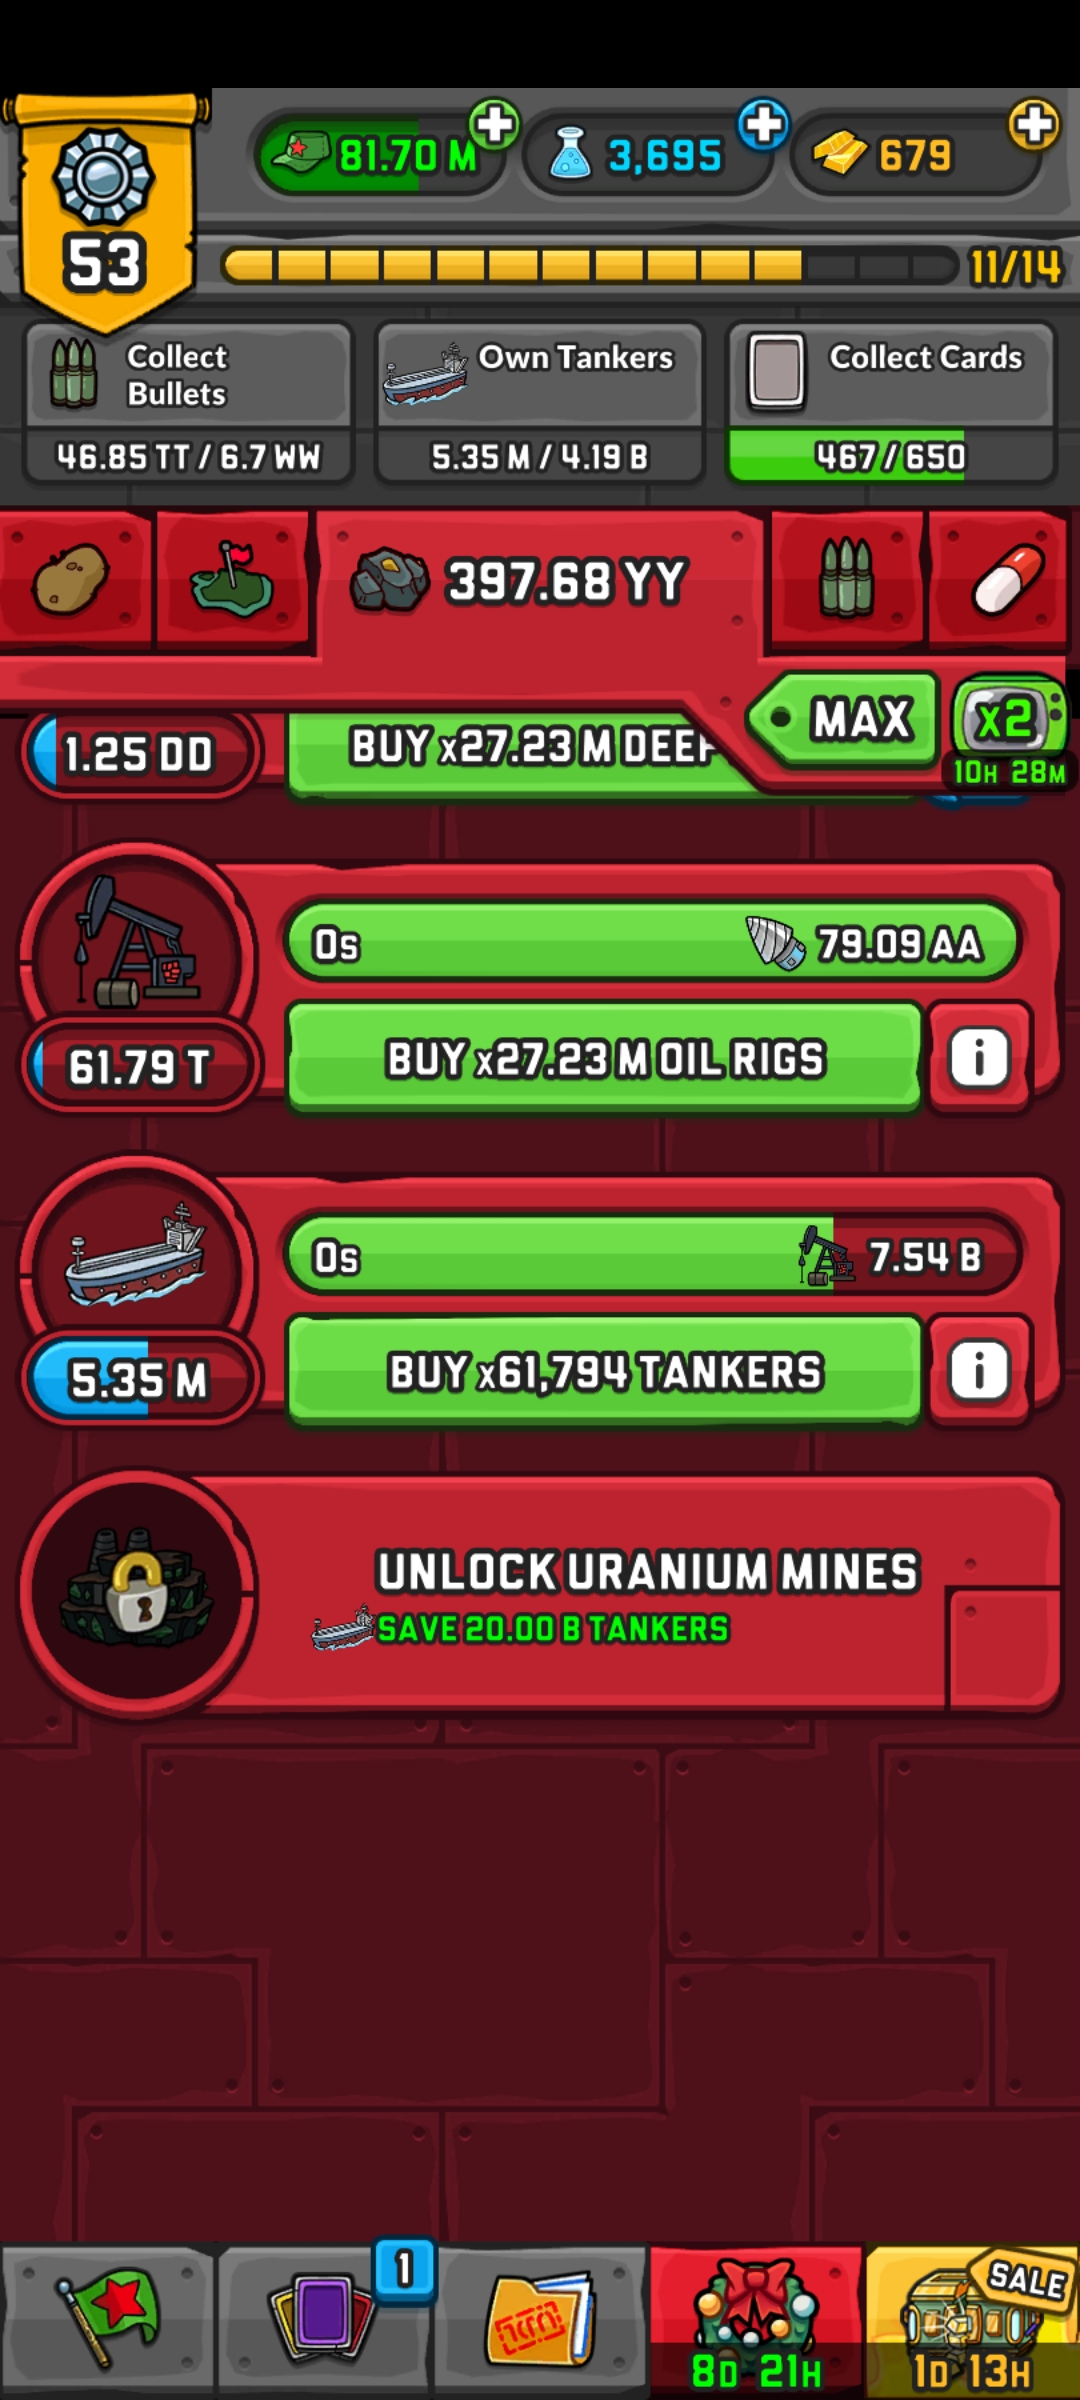 81.70 M
3,695
679
53
11/14
Collect
Bullets
46.85 TT / 6.7 WW
Own Tankers
5.35 M / 4.19 B
Collect Cards
467 / 650
397.68 YY
MAX
x2
10H 28M
1.25 DD
BUY x27.23 M DEEP
0s
79.09 AA
61.79 T
BUY x27.23 M OIL RIGS
i
0s
7.54 B
5.35 M
BUY x61,794 TANKERS
i
UNLOCK URANIUM MINES
SAVE 20.00 B TANKERS
1
8D 21H
SALE
1D 13H